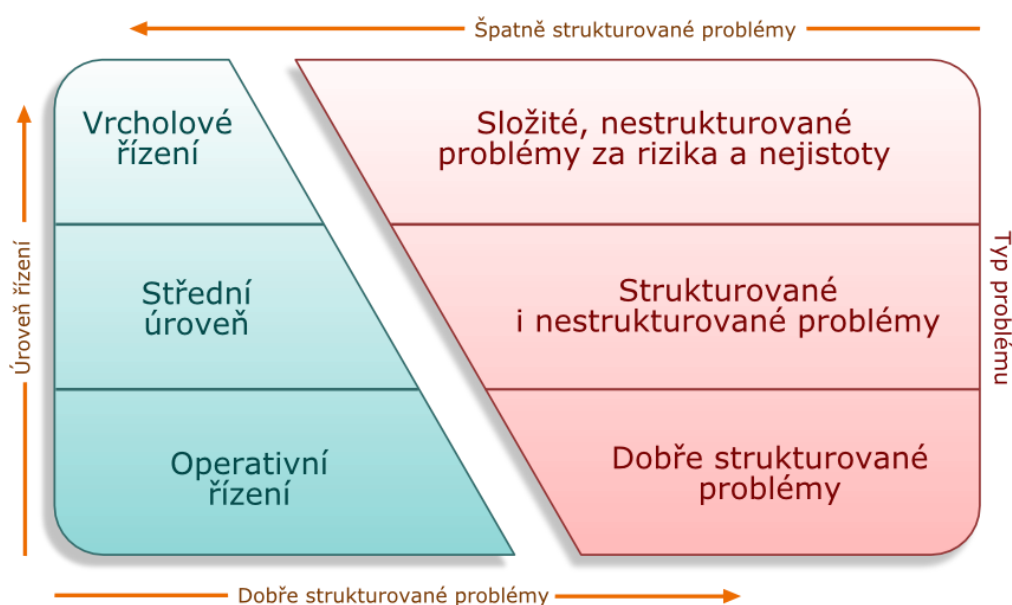 Špatně strukturované problémy
Vrcholové
řízení
Složité, nestrukturované
problémy za rizika a nejistoty
Úroveň řízení
Střední
úroveň
Strukturované
i nestrukturované problémy
Typ problému
Operativní
řízení
Dobře strukturované
problémy
Dobře strukturované problémy